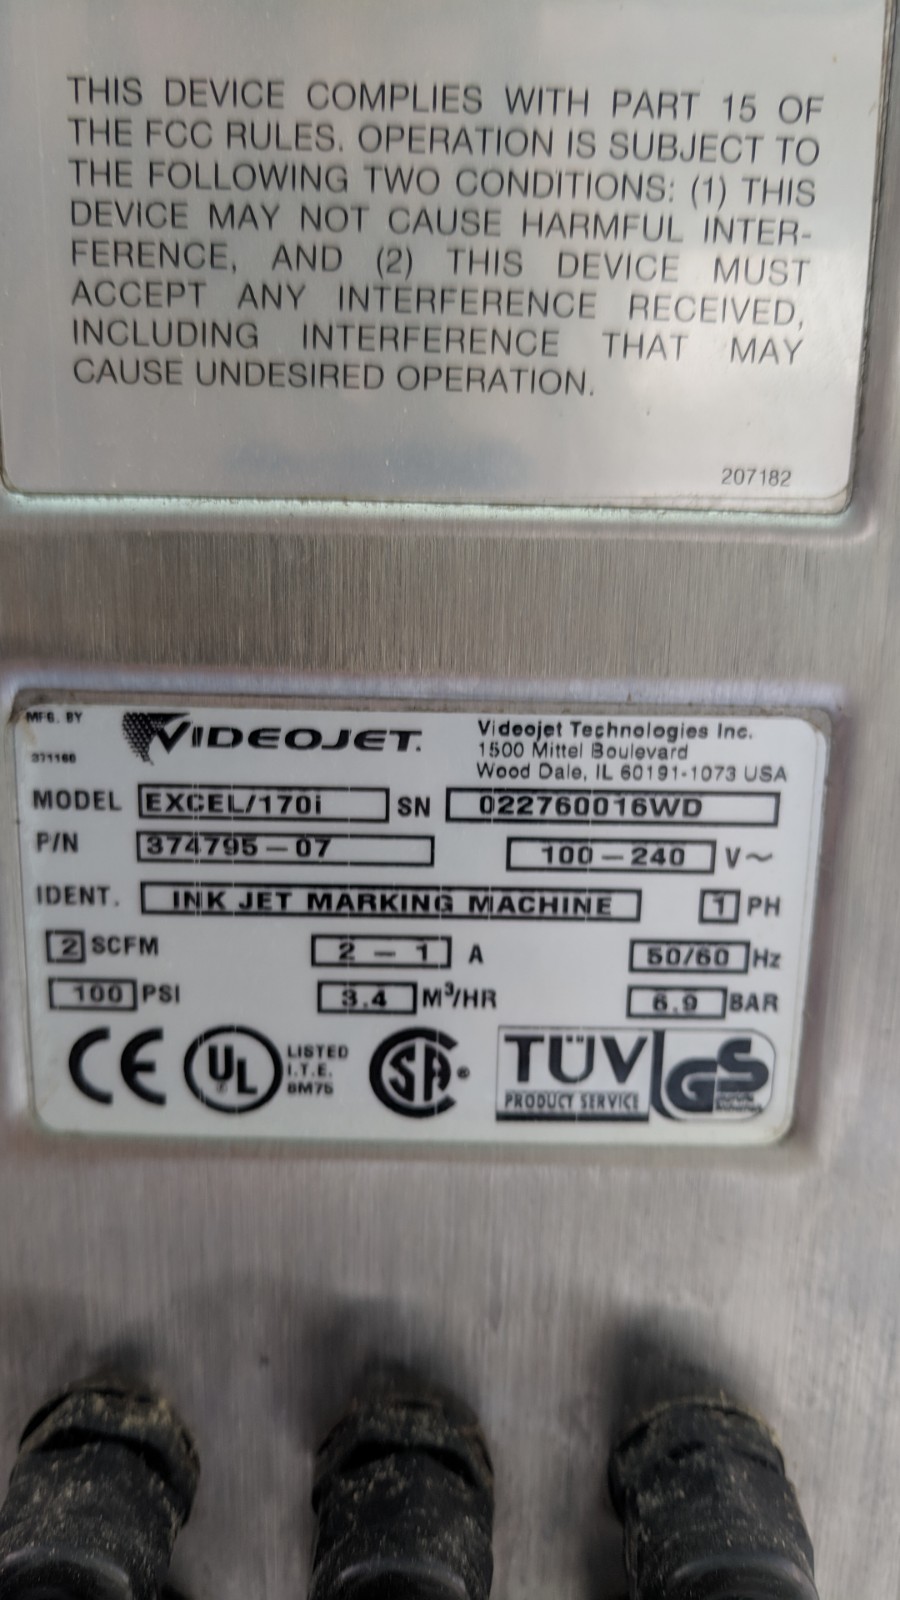 THIS DEVICE COMPLIES WITH PART 15 OF
THE FCC RULES. OPERATION IS SUBJECT TO
THE FOLLOWING TWO CONDITIONS: (1) THIS
DEVICE MAY NOT CAUSE HARMFUL INTER-
FERENCE, AND (2) THIS DEVICE MUST
ACCEPT ANY INTERFERENCE RECEIVED,
INCLUDING INTERFERENCE THAT MAY
CAUSE UNDESIRED OPERATION.
207182
MFG. BY
371166
VIDEOJET.
Videojet Technologies Inc.
1500 Mittel Boulevard
Wood Dale, IL 60191-1073 USA
MODEL EXCEL/170i SN 022760016WD
P/N 374795-07 100-240 V~
IDENT. INK JET MARKING MACHINE 1 PH
2 SCFM 2 - 1 A 50/60 Hz
100 PSI 3.4 M³/HR 6.9 BAR
CE UL ® LISTED
I.T.E.
6M75
SA ®
TÜV
PRODUCT SERVICE
GS